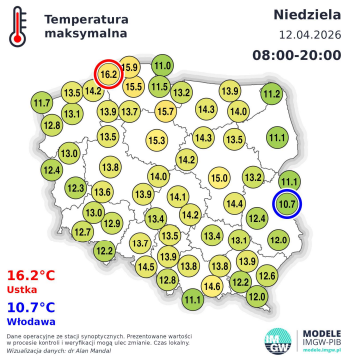 Temperatura
maksymalna
Niedziela
12.04.2026
08:00-20:00
16.2 15.9 11.0
13.5 14.2 15.5 11.5 13.2 14.4 11.2
11.7 13.1 13.9 13.7 15.7 14.3 14.0
12.8 13.5 15.3 14.3 13.5 11.1
13.0 14.2
12.4 13.8 14.0 15.0 13.2 11.1
12.3 13.6 13.9 14.1 14.4 10.7
13.0 12.9 13.4 14.2 12.4
12.7 12.2 13.7 13.5 13.4 13.1 12.0
14.5 13.9 13.8 13.8 13.9 12.6
12.8 14.6 12.2 12.0
11.1
16.2°C
Ustka
10.7°C
Włodawa
Dane operacyjne ze stacji synoptycznych. Prezentowane wartości
w procesie kontroli i weryfikacji mogą ulec zmianie. Czas lokalny.
Wizualizacja danych: dr Alan Mandal
IMGW
MODELE
IMGW-PIB
modele.imgw.pl